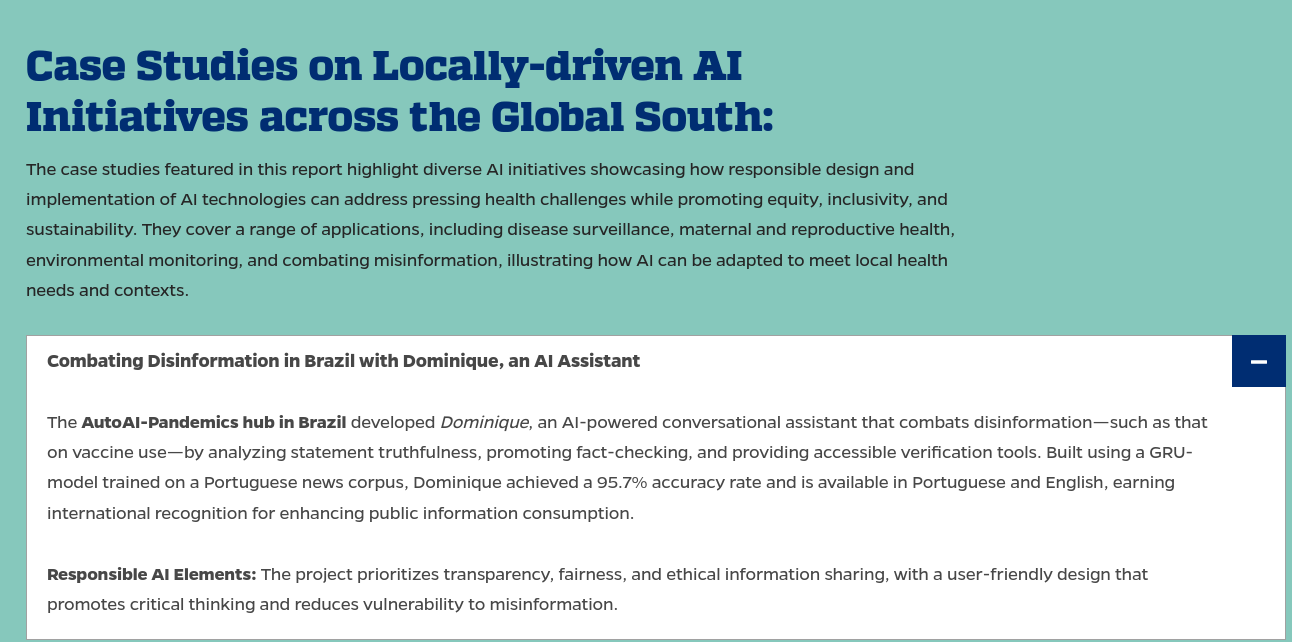 Case Studies on Locally-driven AI
Initiatives across the Global South:
The case studies featured in this report highlight diverse AI initiatives showcasing how responsible design and
implementation of AI technologies can address pressing health challenges while promoting equity, inclusivity, and
sustainability. They cover a range of applications, including disease surveillance, maternal and reproductive health,
environmental monitoring, and combating misinformation, illustrating how AI can be adapted to meet local health
needs and contexts.
Combating Disinformation in Brazil with Dominique, an AI Assistant
The AutoAI-Pandemics hub in Brazil developed Dominique, an AI-powered conversational assistant that combats disinformation—such as that
on vaccine use—by analyzing statement truthfulness, promoting fact-checking, and providing accessible verification tools. Built using a GRU-
model trained on a Portuguese news corpus, Dominique achieved a 95.7% accuracy rate and is available in Portuguese and English, earning
international recognition for enhancing public information consumption.
Responsible AI Elements: The project prioritizes transparency, fairness, and ethical information sharing, with a user-friendly design that
promotes critical thinking and reduces vulnerability to misinformation.